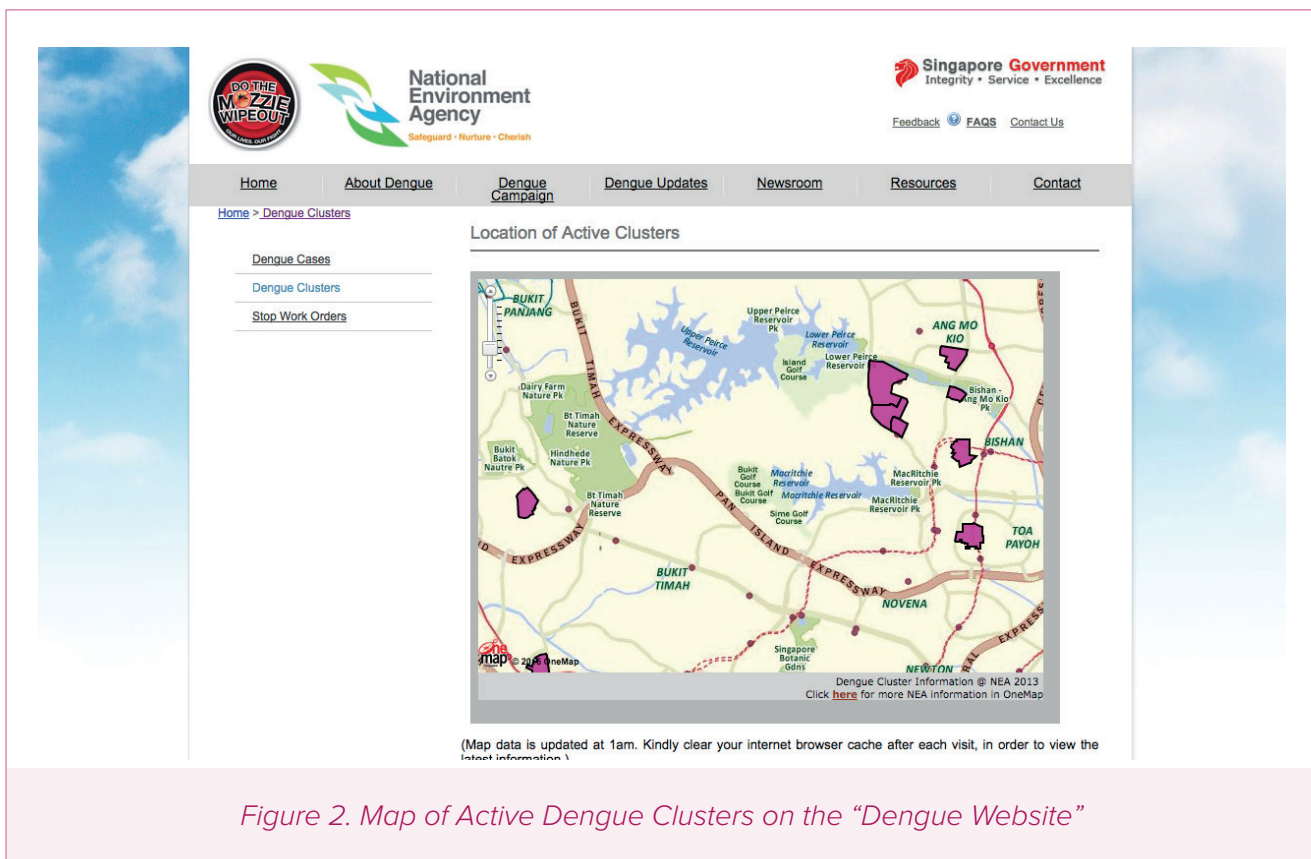 DO THE
MOZZIE
WIPEOUT
OUR LIVES. OUR FIGHT.
National
Environment
Agency
Safeguard • Nurture • Cherish
Singapore Government
Integrity • Service • Excellence
Feedback FAQS Contact Us
Home About Dengue Dengue Campaign Dengue Updates Newsroom Resources Contact
Home > Dengue Clusters
Dengue Cases
Dengue Clusters
Stop Work Orders
Location of Active Clusters
BUKIT
PANJANG
BUKIT TIMAH EXPRESSWAY
Upper Peirce
Reservoir
Pk
Upper Peirce
Reservoir
Lower Peirce
Reservoir
Lower Peirce
Reservoir
Island
Golf
Course
ANG MO
KIO
Bishan -
Ang Mo Kio
Pk
BISHAN
Dairy Farm
Nature Pk
Bt Timah
Nature
Reserve
Hindhede
Nature Pk
Bukit
Batok
Nautre Pk
Bt Timah
Nature
Reserve
Bukit
Golf
Course
Bukit Golf
Course
Macritchie
Reservoir
Macritchie Reservoir
MacRitchie
Reservoir Pk
MacRitchie
Reservoir Pk
Sime Golf
Course
PAN ISLAND EXPRESSWAY
EXPRESSWAY
TOA
PAYOH
BUKIT
TIMAH
NOVENA
Singapore
Botanic
Gdns
NEWTON
EXPRESS
one
map
OneMap
Dengue Cluster Information @ NEA 2013
Click here for more NEA information in OneMap
(Map data is updated at 1am. Kindly clear your internet browser cache after each visit, in order to view the
latest information.)
Figure 2. Map of Active Dengue Clusters on the “Dengue Website”